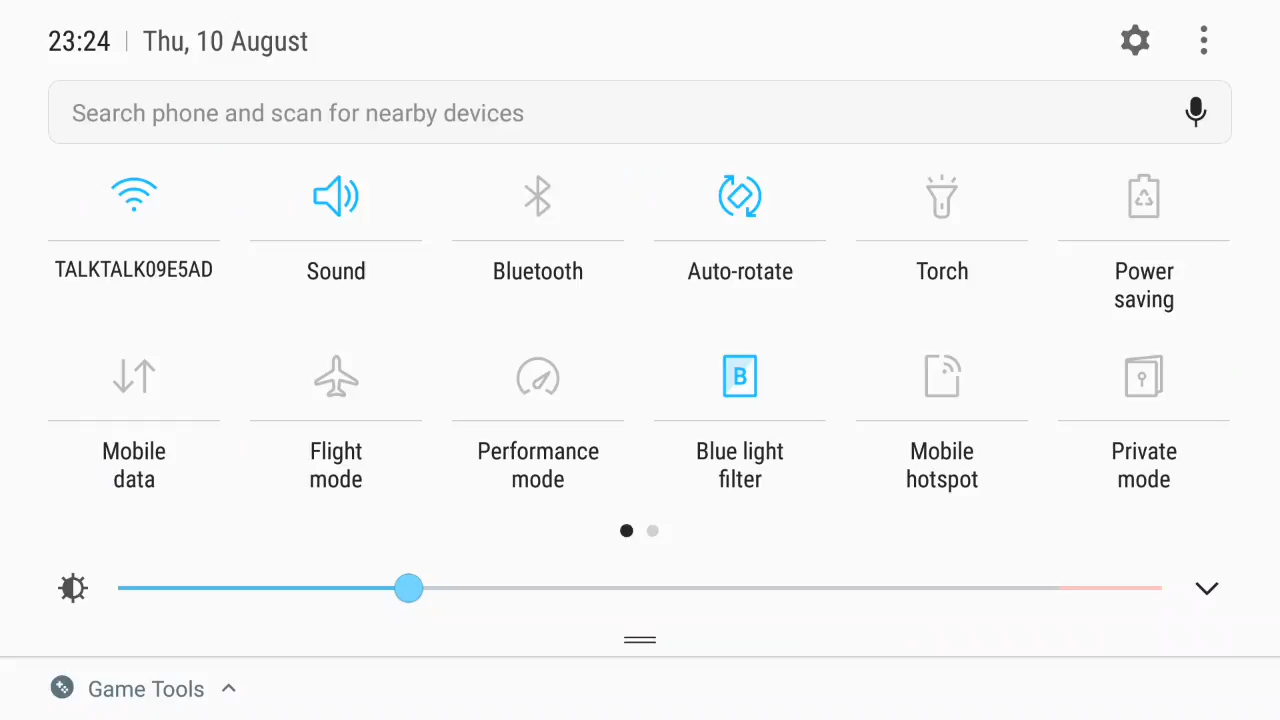 23:24 | Thu, 10 August
Search phone and scan for nearby devices
TALKTALK09E5AD
Sound
Bluetooth
Auto-rotate
Torch
Power
saving
Mobile
data
Flight
mode
Performance
mode
B
Blue light
filter
Mobile
hotspot
Private
mode
Game Tools